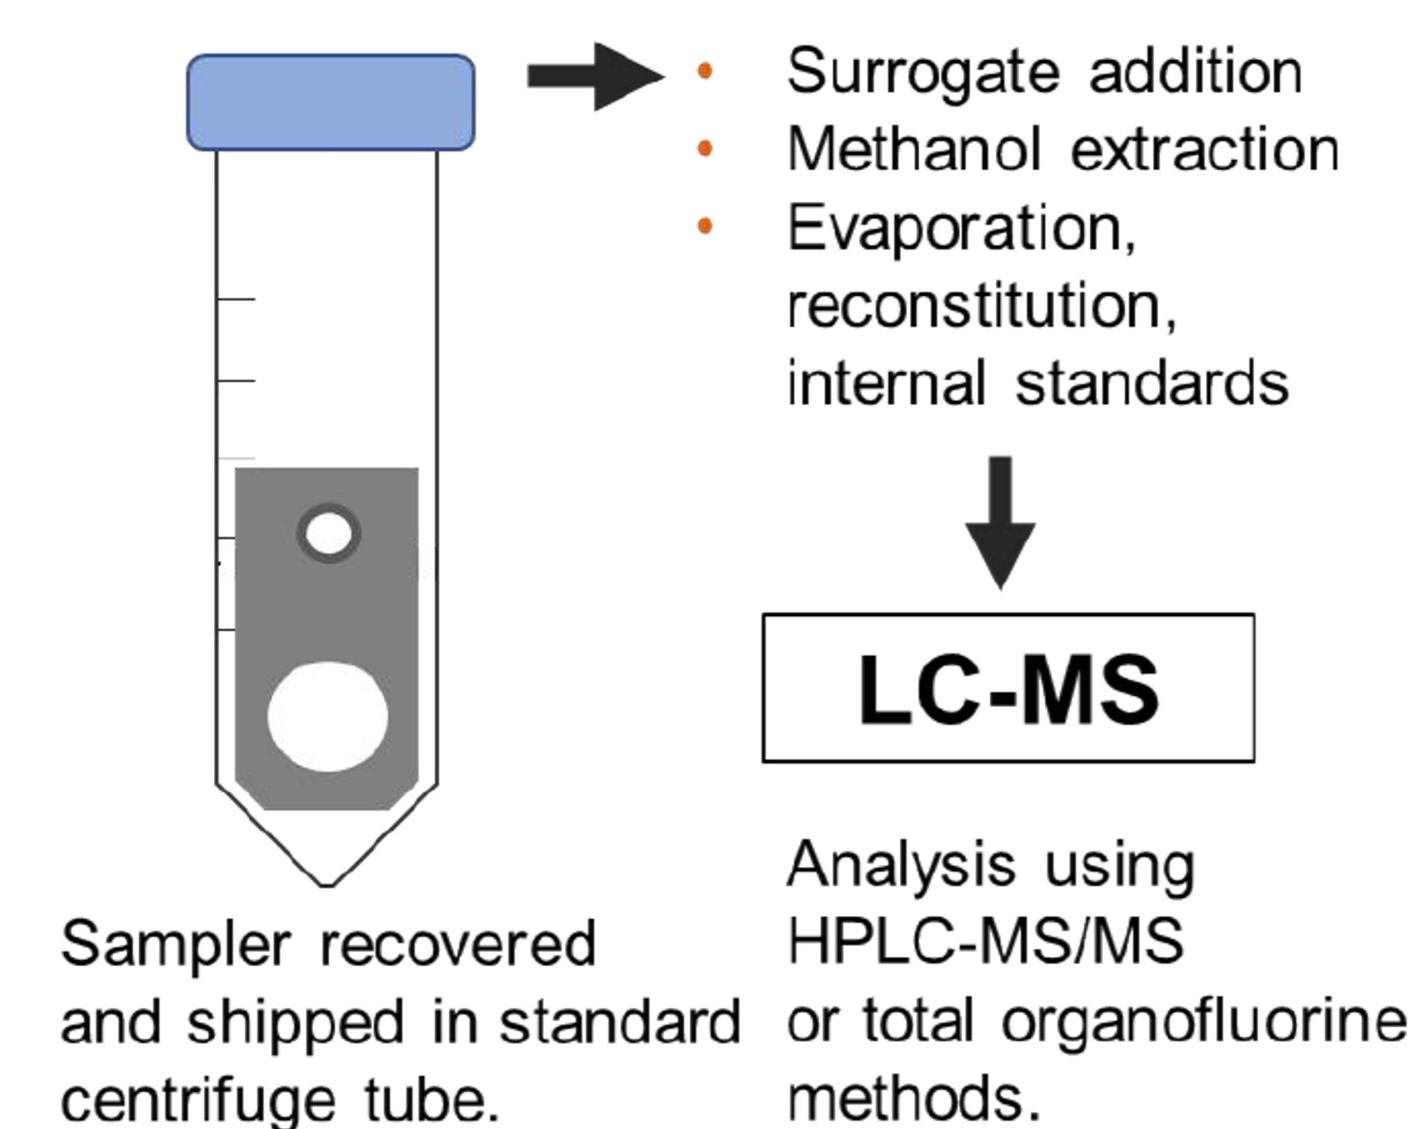 • Surrogate addition
• Methanol extraction
• Evaporation,
reconstitution,
internal standards
LC-MS
Sampler recovered
and shipped in standard
centrifuge tube.
Analysis using
HPLC-MS/MS
or total organofluorine
methods.